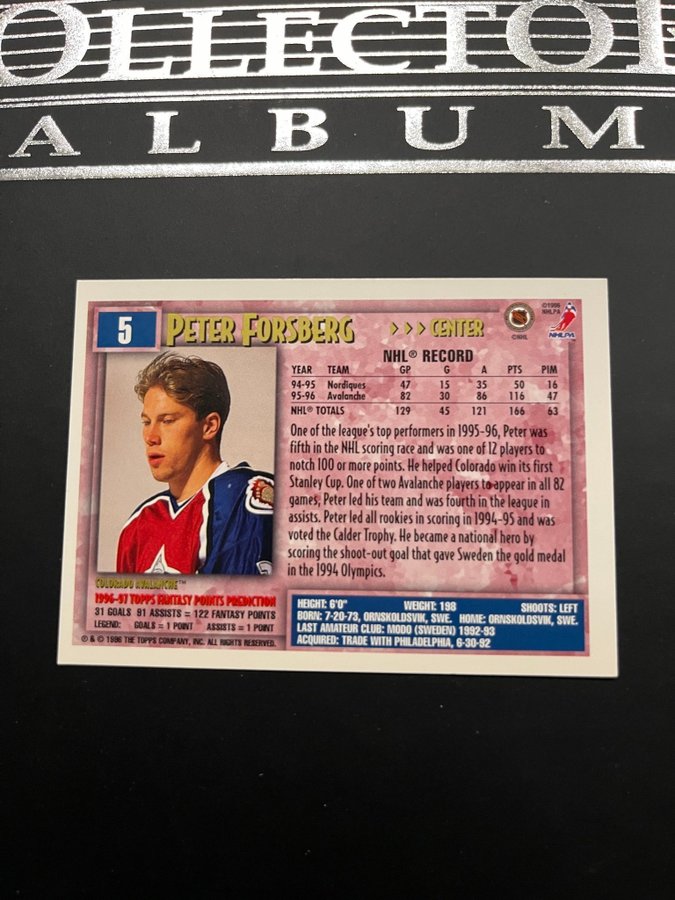 COLLECTOR
ALBUM
5 PETER FORSBERG > > > CENTER
©NHL
©1996
NHLPA
NHLPA
NHL® RECORD
YEAR TEAM GP G A PTS PIM
94-95 Nordiques 47 15 35 50 16
95-96 Avalanche 82 30 86 116 47
NHL® TOTALS 129 45 121 166 63
One of the league's top performers in 1995-96, Peter was
fifth in the NHL scoring race and was one of 12 players to
notch 100 or more points. He helped Colorado win its first
Stanley Cup. One of two Avalanche players to appear in all 82
games, Peter led his team and was fourth in the league in
assists. Peter led all rookies in scoring in 1994-95 and was
voted the Calder Trophy. He became a national hero by
scoring the shoot-out goal that gave Sweden the gold medal
in the 1994 Olympics.
COLORADO AVALANCHE™
1996-97 TOPPS FANTASY POINTS PREDICTION
31 GOALS 91 ASSISTS = 122 FANTASY POINTS
LEGEND: GOALS = 1 POINT ASSISTS = 1 POINT
® & © 1996 THE TOPPS COMPANY, INC. ALL RIGHTS RESERVED.
HEIGHT: 6'0" WEIGHT: 198 SHOOTS: LEFT
BORN: 7-20-73, ORNSKOLDSVIK, SWE. HOME: ORNSKOLDSVIK, SWE.
LAST AMATEUR CLUB: MODO (SWEDEN) 1992-93
ACQUIRED: TRADE WITH PHILADELPHIA, 6-30-92